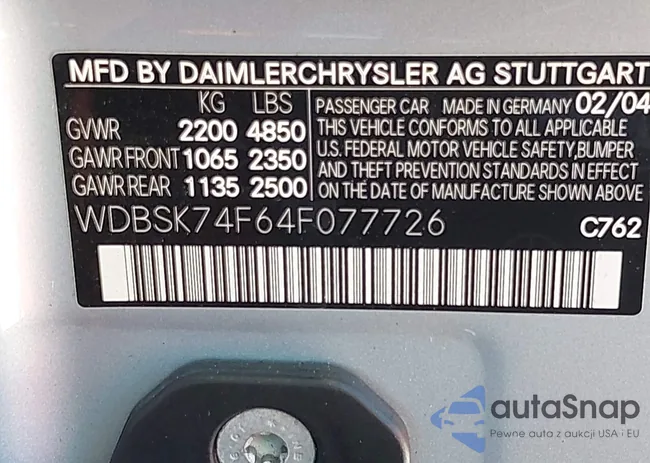 MFD BY DAIMLERCHRYSLER AG STUTTGART
KG LBS
GVWR 2200 4850
GAWR FRONT 1065 2350
GAWR REAR 1135 2500
PASSENGER CAR MADE IN GERMANY 02/04
THIS VEHICLE CONFORMS TO ALL APPLICABLE
U.S. FEDERAL MOTOR VEHICLE SAFETY,BUMPER
AND THEFT PREVENTION STANDARDS IN EFFECT
ON THE DATE OF MANUFACTURE SHOWN ABOVE
WDBSK74F64F077726
C762
autaSnap
Pewne auta z aukcji USA i EU